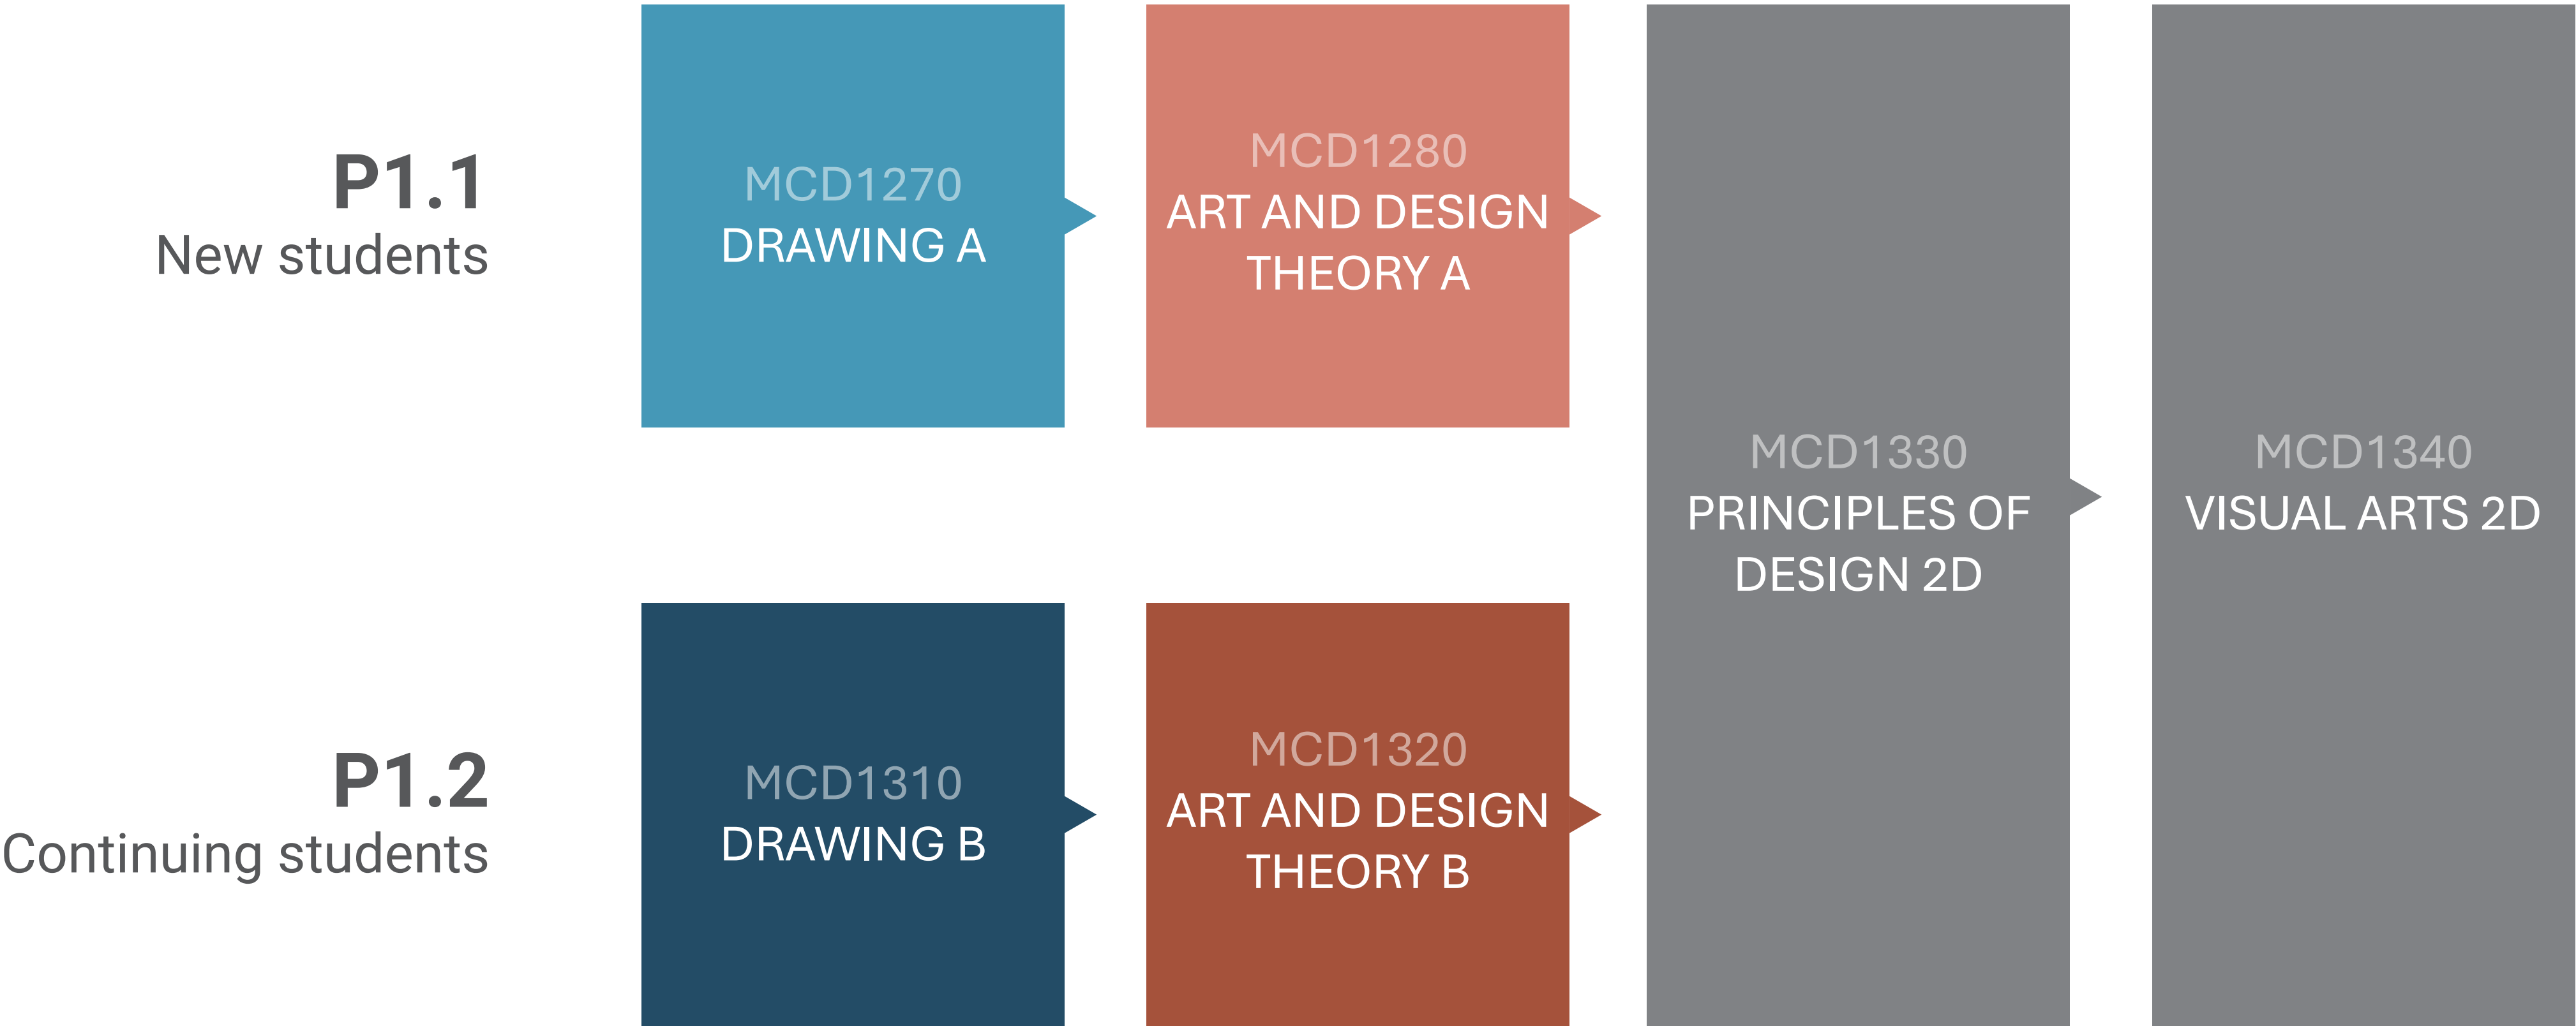 P1.1
New students
MCD1270
DRAWING A
MCD1280
ART AND DESIGN
THEORY A
MCD1330
PRINCIPLES OF
DESIGN 2D
MCD1340
VISUAL ARTS 2D
P1.2
Continuing students
MCD1310
DRAWING B
MCD1320
ART AND DESIGN
THEORY B